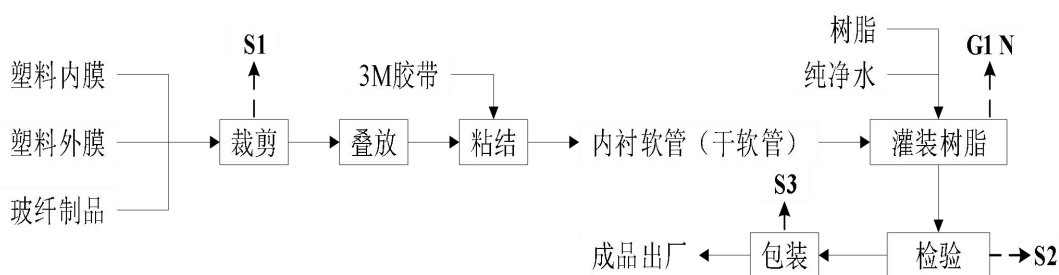 树脂
S1
G1 N
塑料内膜
3M胶带
纯净水
塑料外膜
裁剪
叠放
粘结
内衬软管（干软管）
灌装树脂
玻纤制品
S3
成品出厂
包装
检验
S2